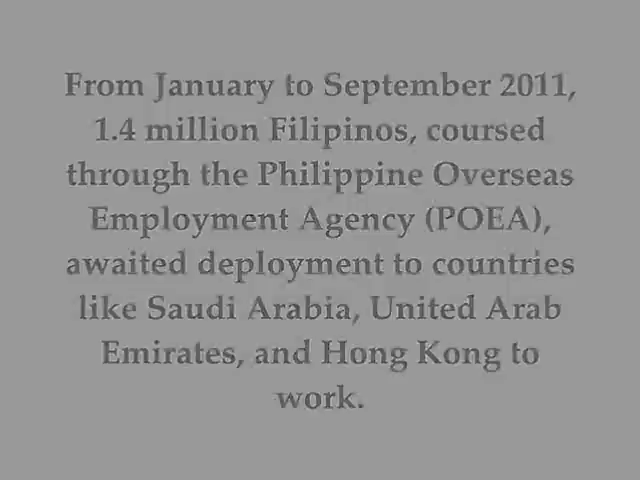 From January to September 2011,
1.4 million Filipinos, coursed
through the Philippine Overseas
Employment Agency (POEA),
awaited deployment to countries
like Saudi Arabia, United Arab
Emirates, and Hong Kong to
work.